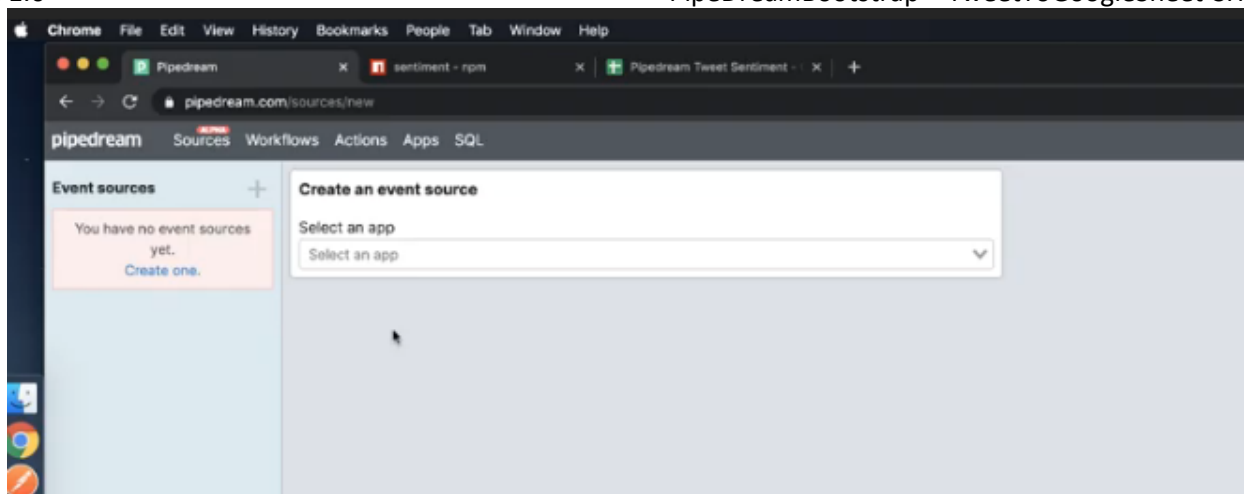 Chrome File Edit View History Bookmarks People Tab Window Help
Pipedream sentiment - npm Pipedream Tweet Sentiment -
pipedream.com/sources/new
pipedream Sources ALPHA Workflows Actions Apps SQL
Event sources
Create an event source
You have no event sources
yet.
Create one.
Select an app
Select an app